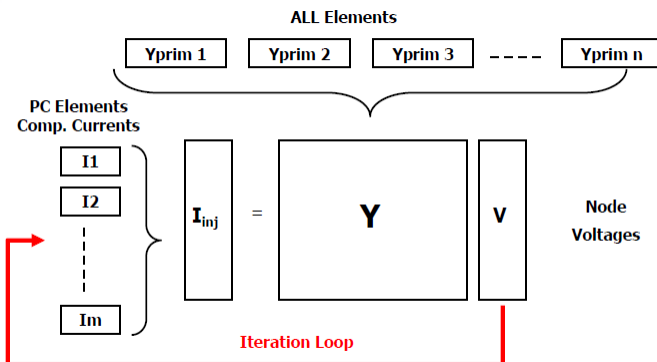 ALL Elements
Yprim 1
Yprim 2
Yprim 3
Yprim n
PC Elements
Comp. Currents
I1
I2
Im
Iinj
=
Y
V
Node
Voltages
Iteration Loop